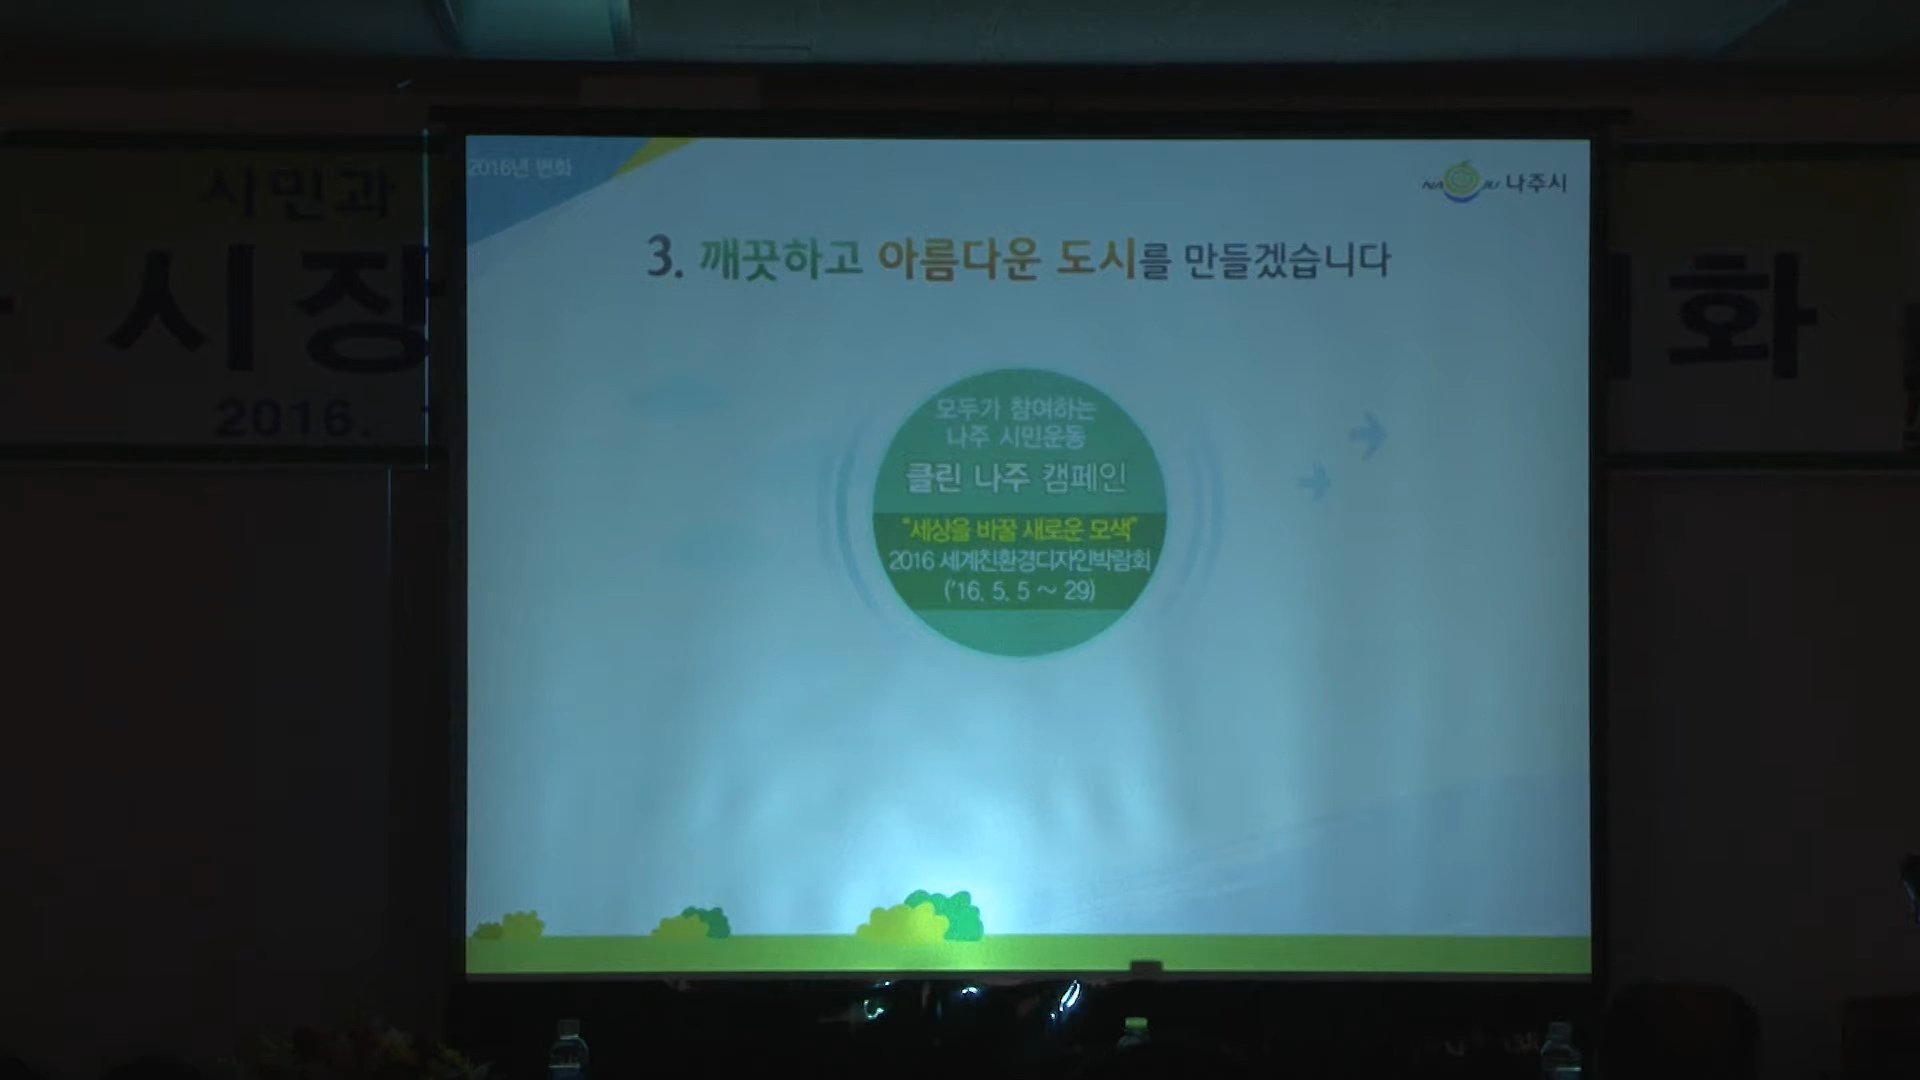 2016년 변화
NAJU 나주시
3. 깨끗하고 아름다운 도시를 만들겠습니다
모두가 참여하는
나주 시민운동
클린 나주 캠페인
“세상을 바꿀 새로운 모색”
2016 세계친환경디자인박람회
('16. 5. 5 ~ 29)
시민과
시장
화
2016.